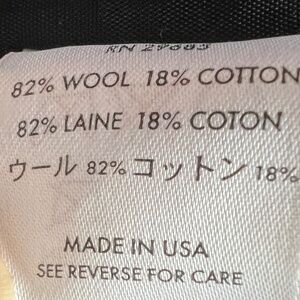 82% WOOL 18% COTTON
82% LAINE 18% COTON
ウール 82% コットン 18%
MADE IN USA
SEE REVERSE FOR CARE